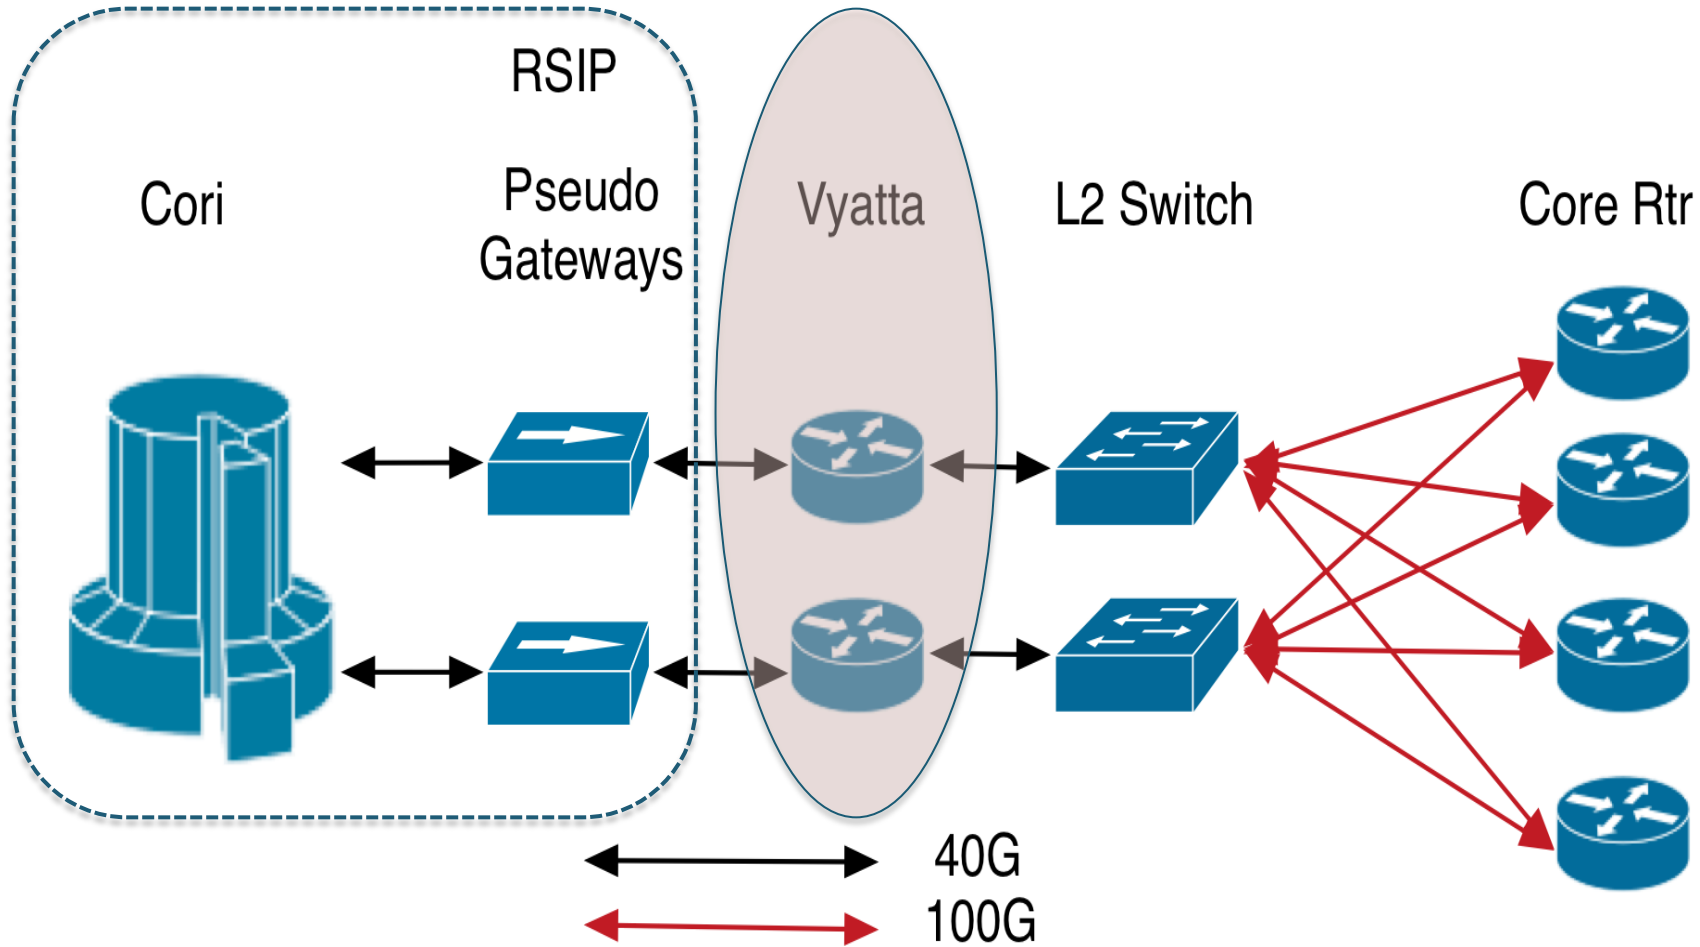 RSIP
Cori
Pseudo
Gateways
Vyatta
L2 Switch
Core Rtr
40G
100G